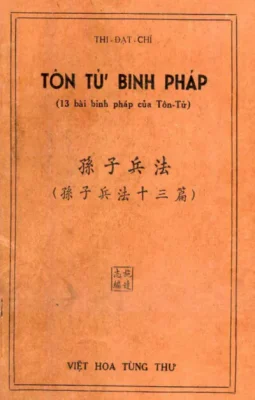 THI - ĐẠT - CHÍ
TÔN TỬ BINH PHÁP
(13 bài binh pháp của Tôn-Tử)
孫子兵法
(孫子兵法十三篇)
VIỆT HOA TÙNG THƯ